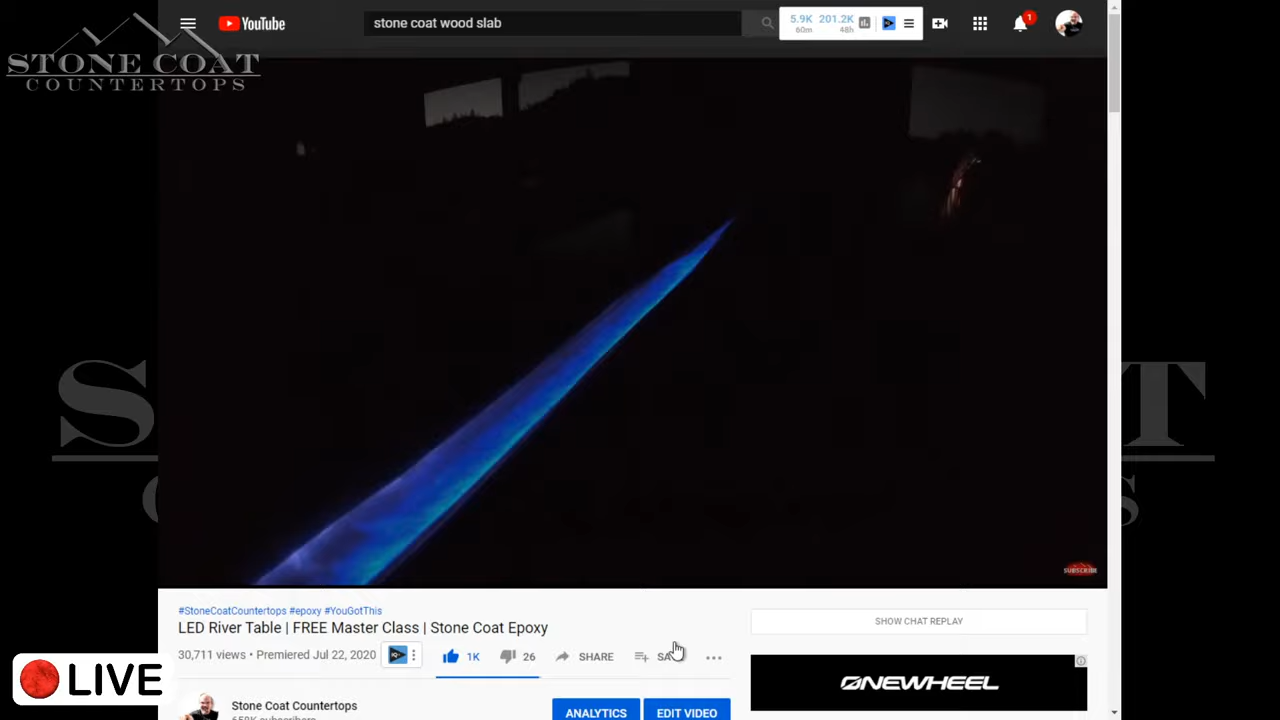 YouTube
stone coat wood slab
5.9K 201.2K
60m 48h
1
STONE COAT
COUNTERTOPS
SUBSCRIBE
#StoneCoatCountertops #epoxy #YouGotThis
LED River Table | FREE Master Class | Stone Coat Epoxy
SHOW CHAT REPLAY
30,711 views • Premiered Jul 22, 2020
IQ
1K
26
SHARE
LIVE
ONEWHEEL
Stone Coat Countertops
ANALYTICS
EDIT VIDEO